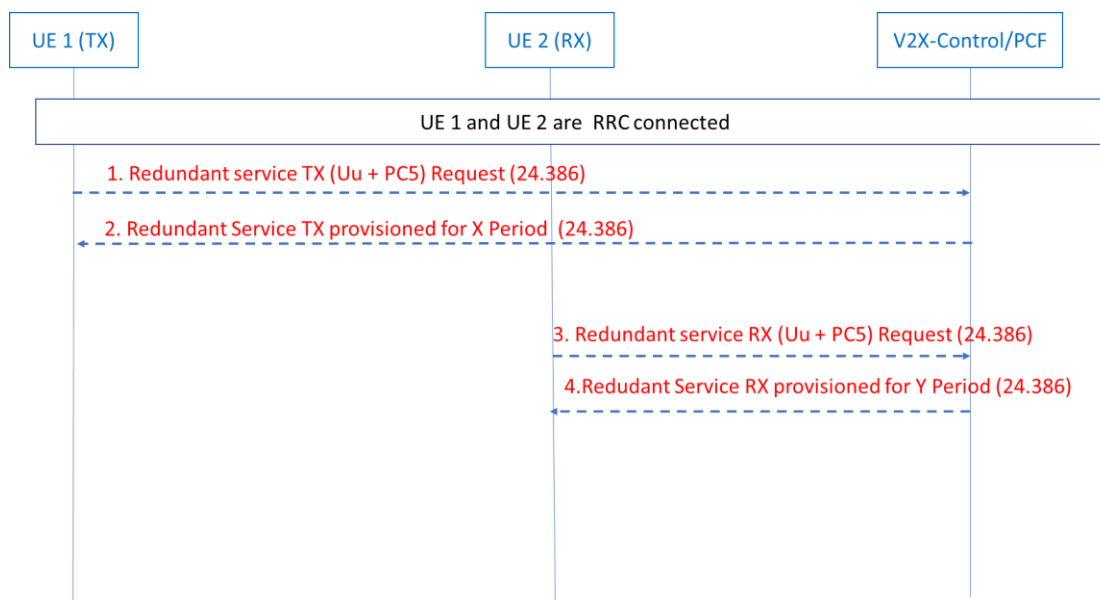 UE 1 (TX)
UE 2 (RX)
V2X-Control/PCF
UE 1 and UE 2 are RRC connected
1. Redundant service TX (Uu + PC5) Request (24.386)
2. Redundant Service TX provisioned for X Period (24.386)
3. Redundant service RX (Uu + PC5) Request (24.386)
4.Redudant Service RX provisioned for Y Period (24.386)